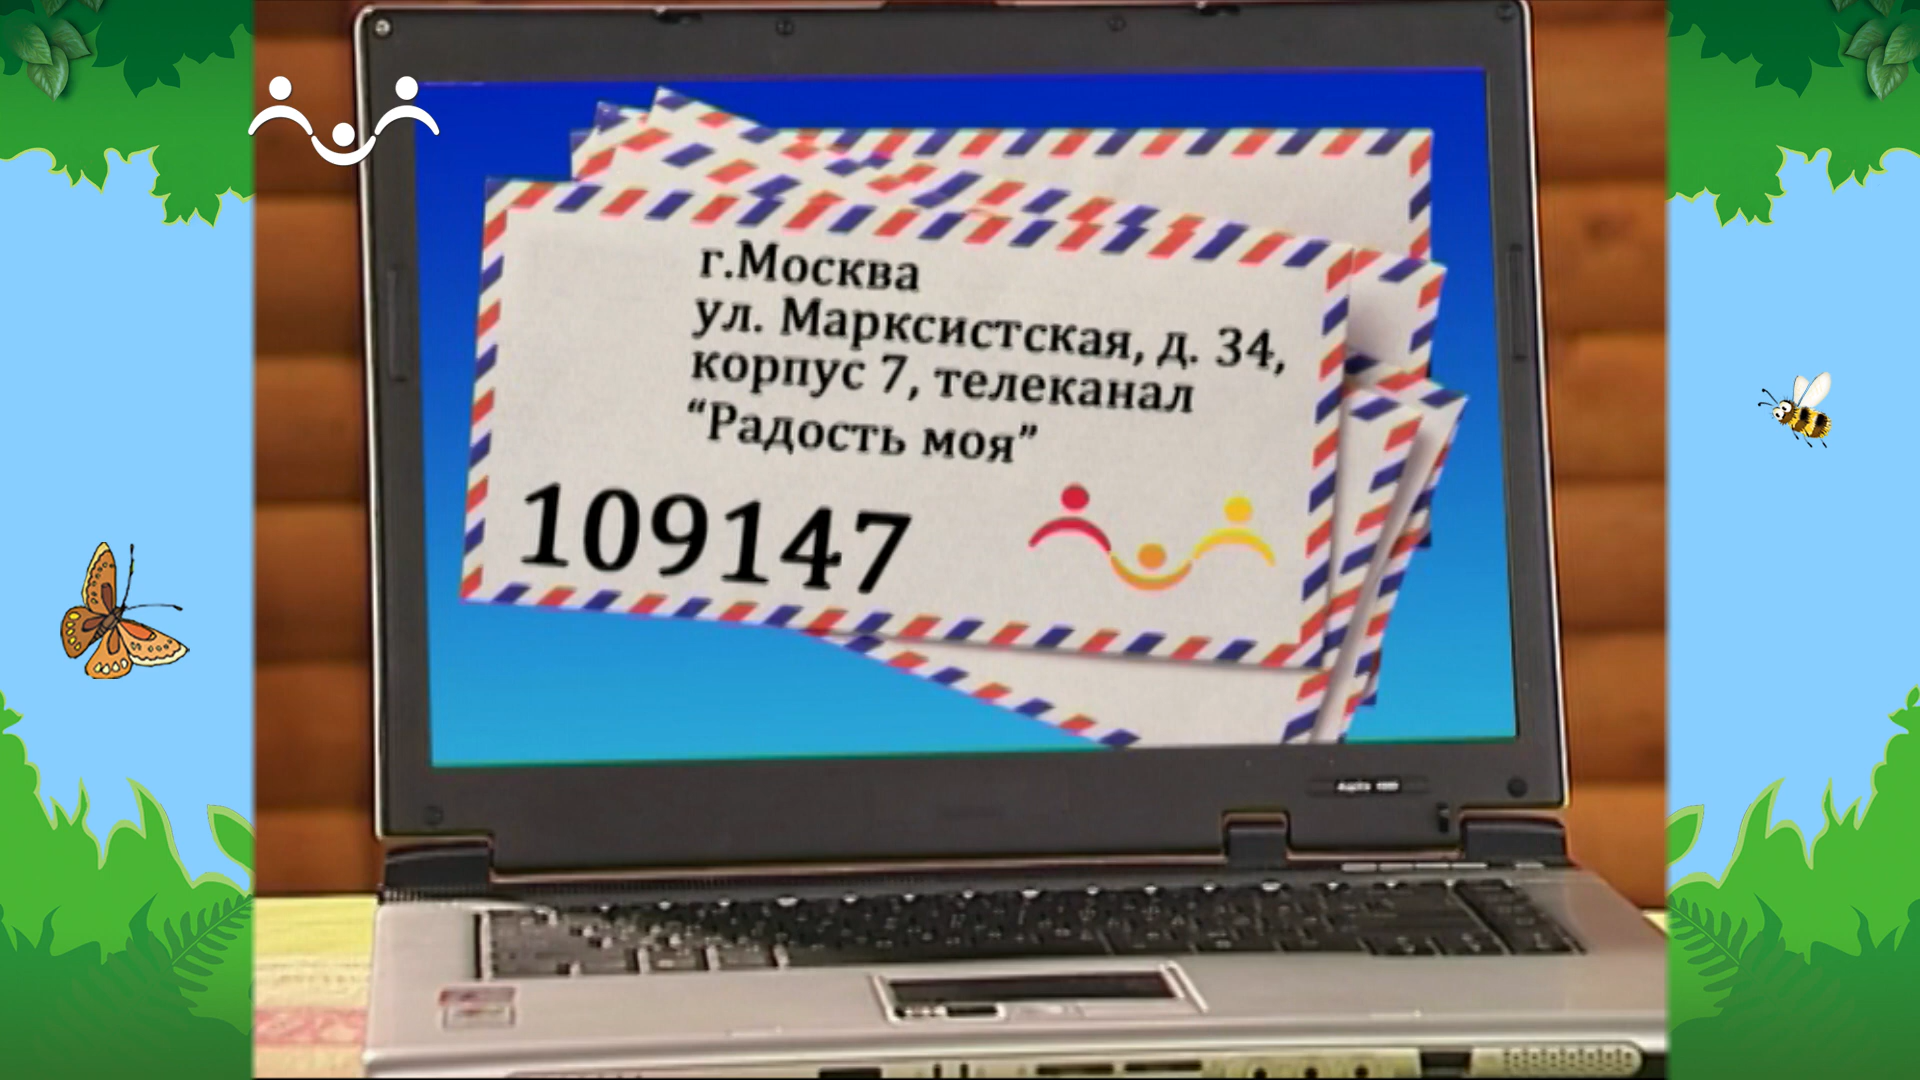 г.Москва
ул. Марксистская, д. 34,
корпус 7, телеканал
“Радость моя”
109147